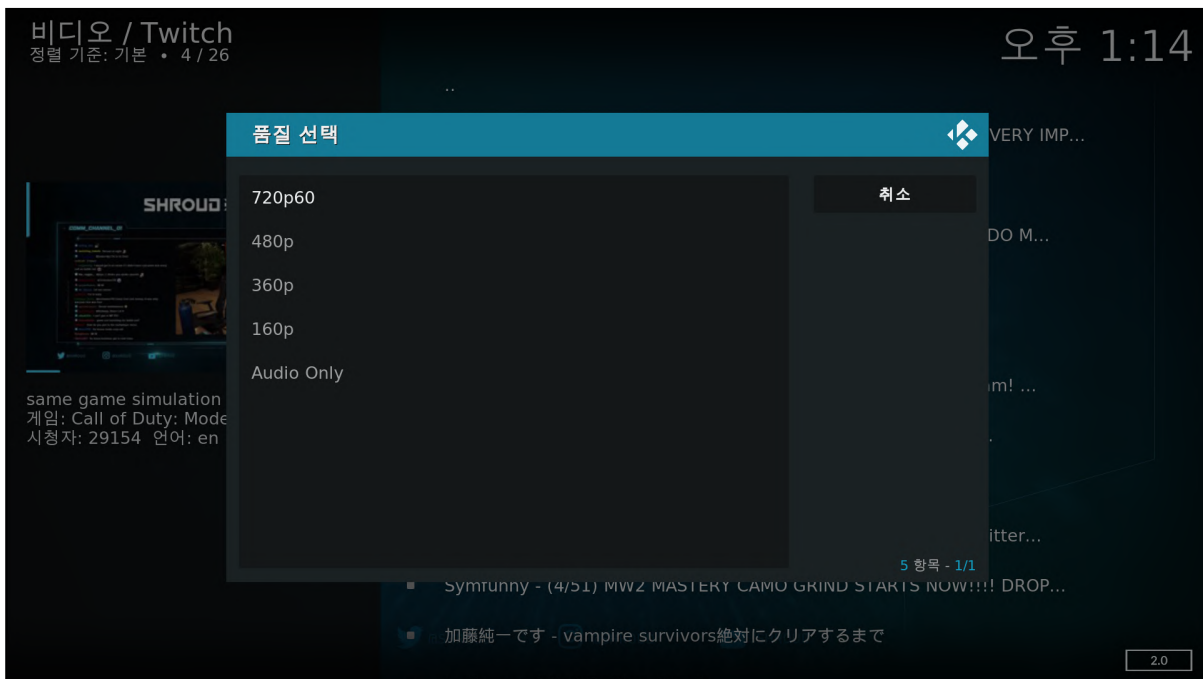 비디오 / Twitch
정렬 기준: 기본 • 4 / 26
오후 1:14
..
품질 선택
VERY IMP...
720p60
취소
SHROUD
480p
DO M...
360p
160p
Audio Only
am! ...
same game simulation
게임: Call of Duty: Mode
시청자: 29154 언어: en
itter...
5 항목 - 1/1
Symfunny - (4/51) MW2 MASTERY CAMO GRIND STARTS NOW!!!! DROP...
加藤純一です - vampire survivors絶対にクリアするまで
2.0